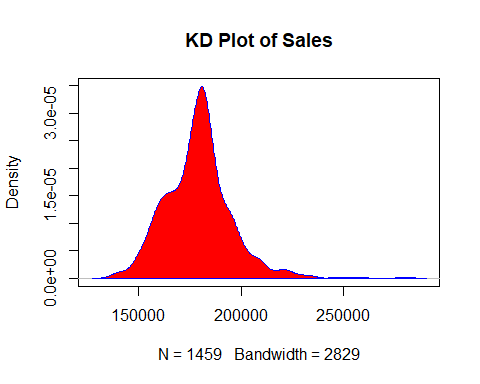 KD Plot of Sales
Density
0.0e+00
1.5e-05
3.0e-05
150000
200000
250000
N = 1459   Bandwidth = 2829